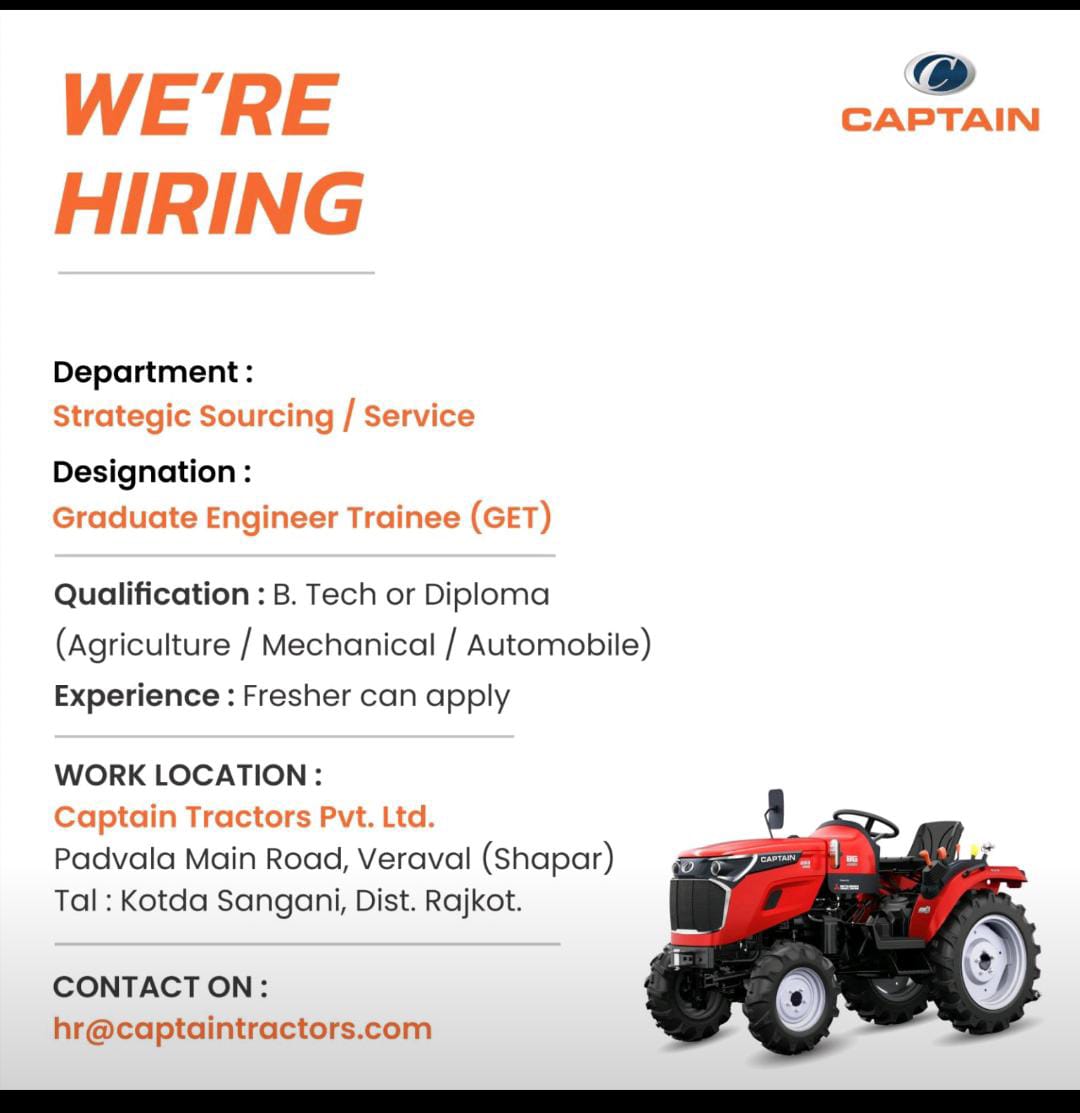 WE'RE
HIRING
CAPTAIN
Department :
Strategic Sourcing / Service
Designation :
Graduate Engineer Trainee (GET)
Qualification : B. Tech or Diploma
(Agriculture / Mechanical / Automobile)
Experience : Fresher can apply
WORK LOCATION :
Captain Tractors Pvt. Ltd.
Padvala Main Road, Veraval (Shapar)
Tal : Kotda Sangani, Dist. Rajkot.
CONTACT ON :
hr@captaintractors.com
CAPTAIN